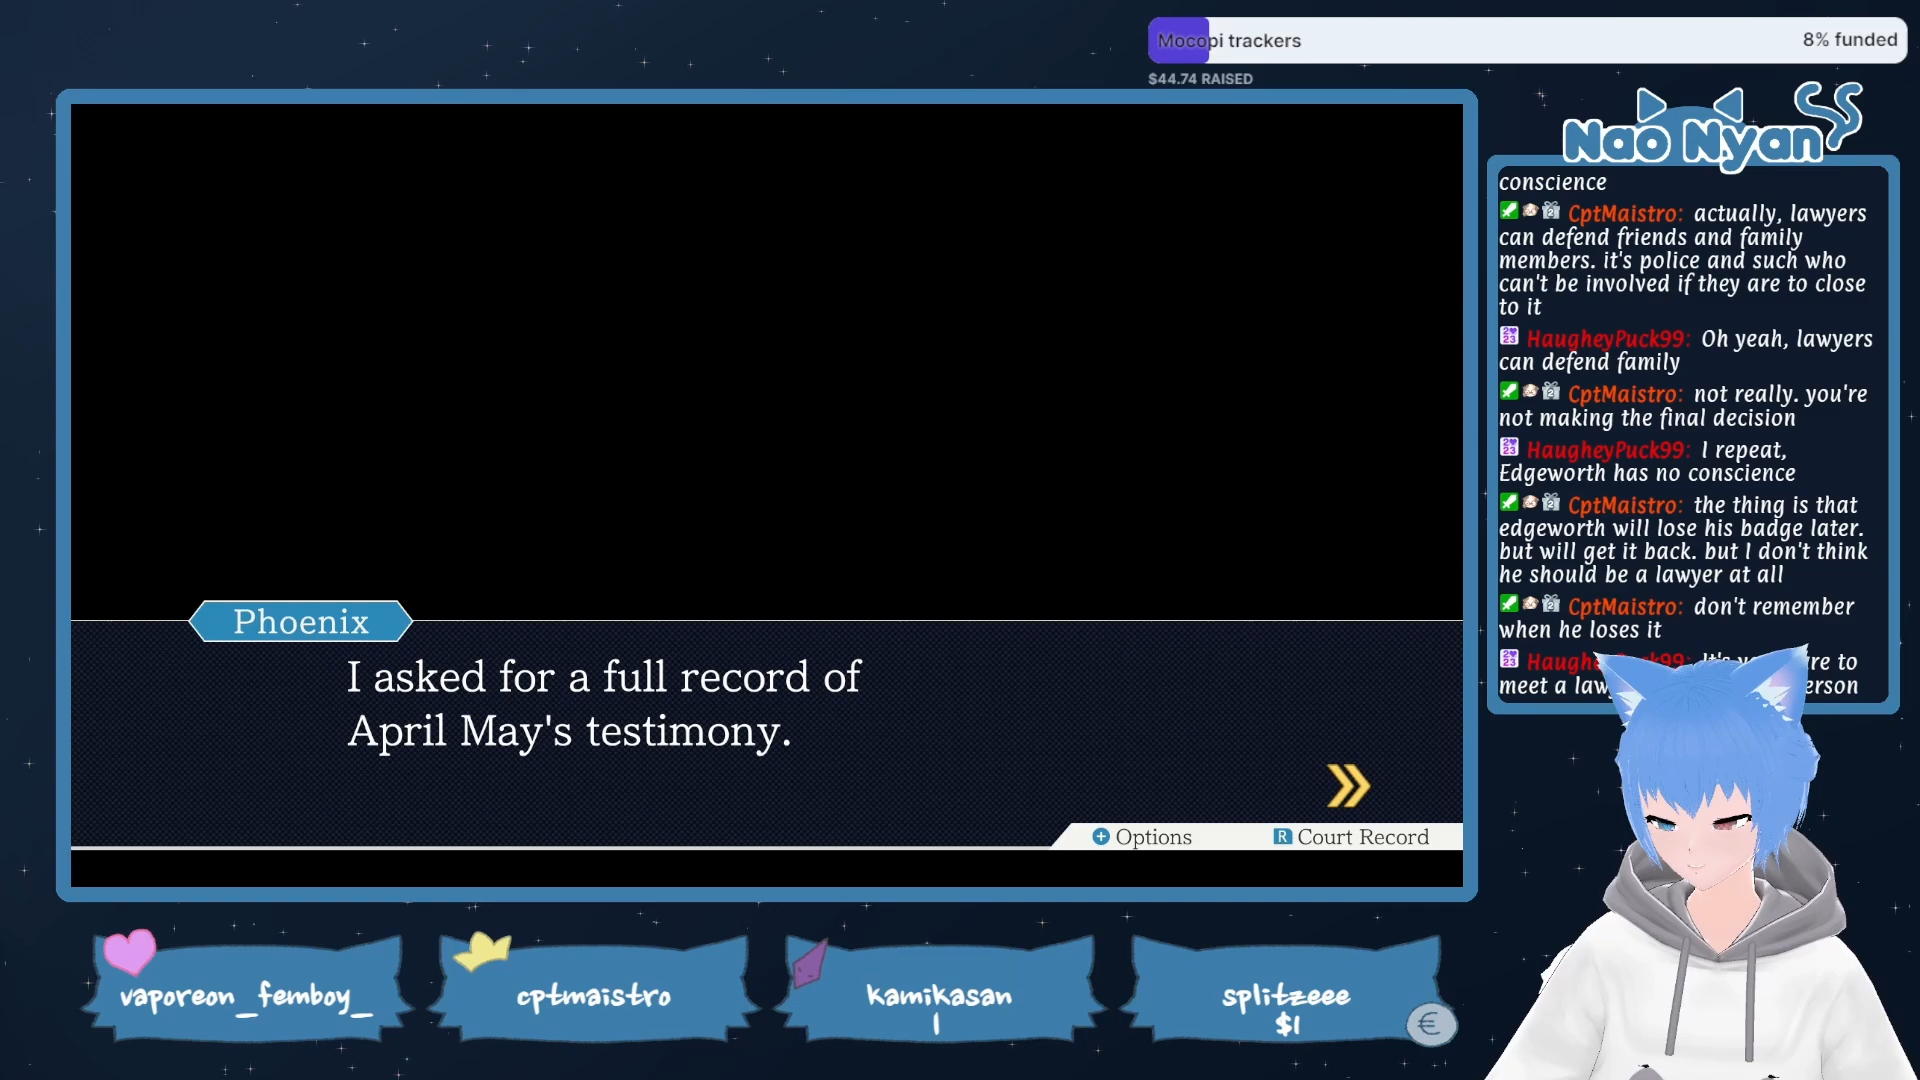 Mocopi trackers
8% funded
$44.74 RAISED
Nao Nyan
conscience
CptMaistro: actually, lawyers
can defend friends and family
members. it's police and such who
can't be involved if they are to close
to it
HaugheyPuck99: Oh yeah, lawyers
can defend family
CptMaistro: not really. you're
not making the final decision
HaugheyPuck99: I repeat,
Edgeworth has no conscience
CptMaistro: the thing is that
edgeworth will lose his badge later.
but will get it back. but I don't think
he should be a lawyer at all
CptMaistro: don't remember
when he loses it
It's
to
meet a
Phoenix
I asked for a full record of
April May's testimony.
+ Options
R Court Record
vaporeon_femboy_
cptmaistro
kamikasan
1
splitzeee
$1
€